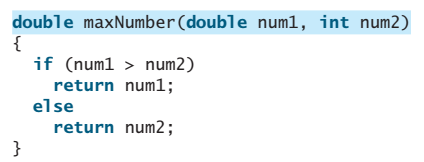 double maxNumber(double num1, int num2)
{
  if (num1 > num2)
    return num1;
  else
    return num2;
}